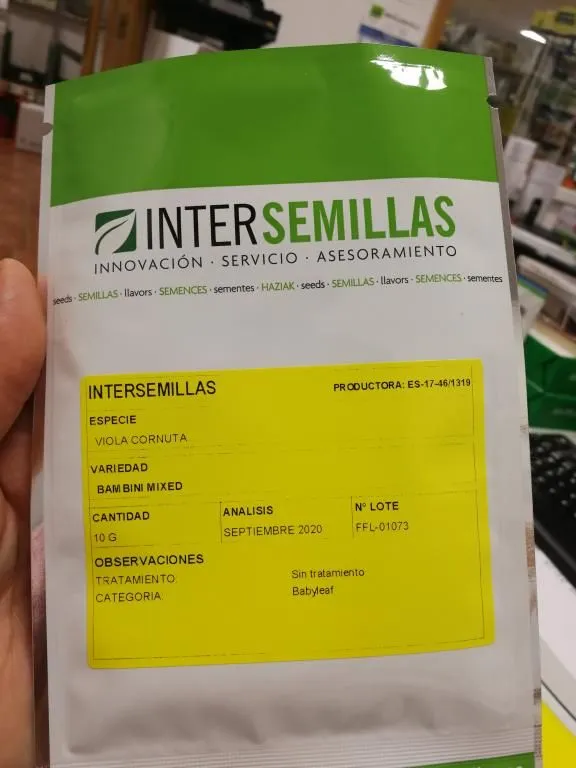 INTERSEMILLAS
INNOVACIÓN · SERVICIO · ASESORAMIENTO
seeds · SEMILLAS · llavors · SEMENCES · sementes · HAZIAK · seeds · SEMILLAS · llavors · SEMENCES · sementes
INTERSEMILLAS PRODUCTORA: ES-17-46/1319
ESPECIE
VIOLA CORNUTA
VARIEDAD
BAMBINI MIXED
CANTIDAD ANALISIS Nº LOTE
10 G SEPTIEMBRE 2020 FFL-01073
OBSERVACIONES
TRATAMIENTO: Sin tratamiento
CATEGORIA: Babyleaf